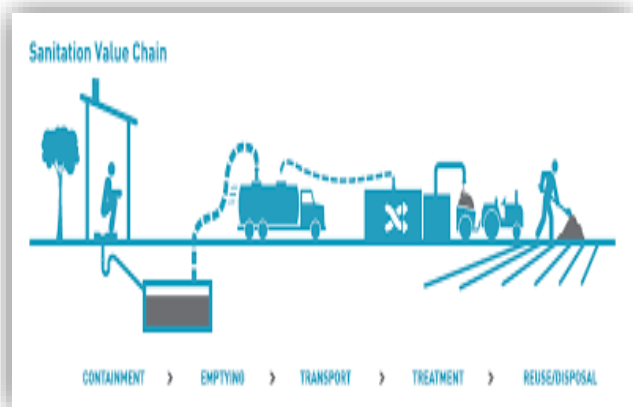 Sanitation Value Chain
CONTAINMENT > EMPTYING > TRANSPORT > TREATMENT > REUSE/DISPOSAL